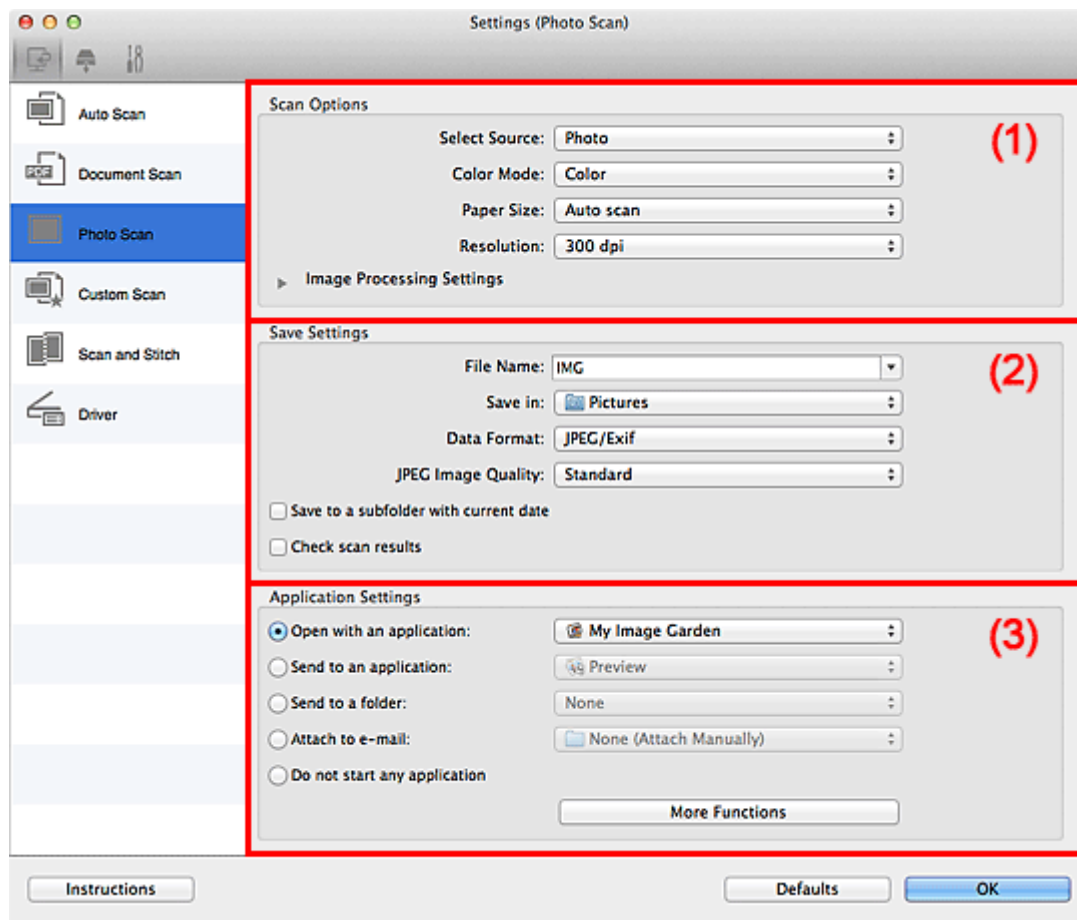 Settings (Photo Scan)
Auto Scan
PDF
Document Scan
Photo Scan
Custom Scan
Scan and Stitch
Driver
Scan Options
(1)
Select Source: Photo
Color Mode: Color
Paper Size: Auto scan
Resolution: 300 dpi
Image Processing Settings
Save Settings
(2)
File Name: IMG
Save in: Pictures
Data Format: JPEG/Exif
JPEG Image Quality: Standard
Save to a subfolder with current date
Check scan results
Application Settings
(3)
Open with an application: My Image Garden
Send to an application: Preview
Send to a folder: None
Attach to e-mail: None (Attach Manually)
Do not start any application
More Functions
Instructions
Defaults
OK